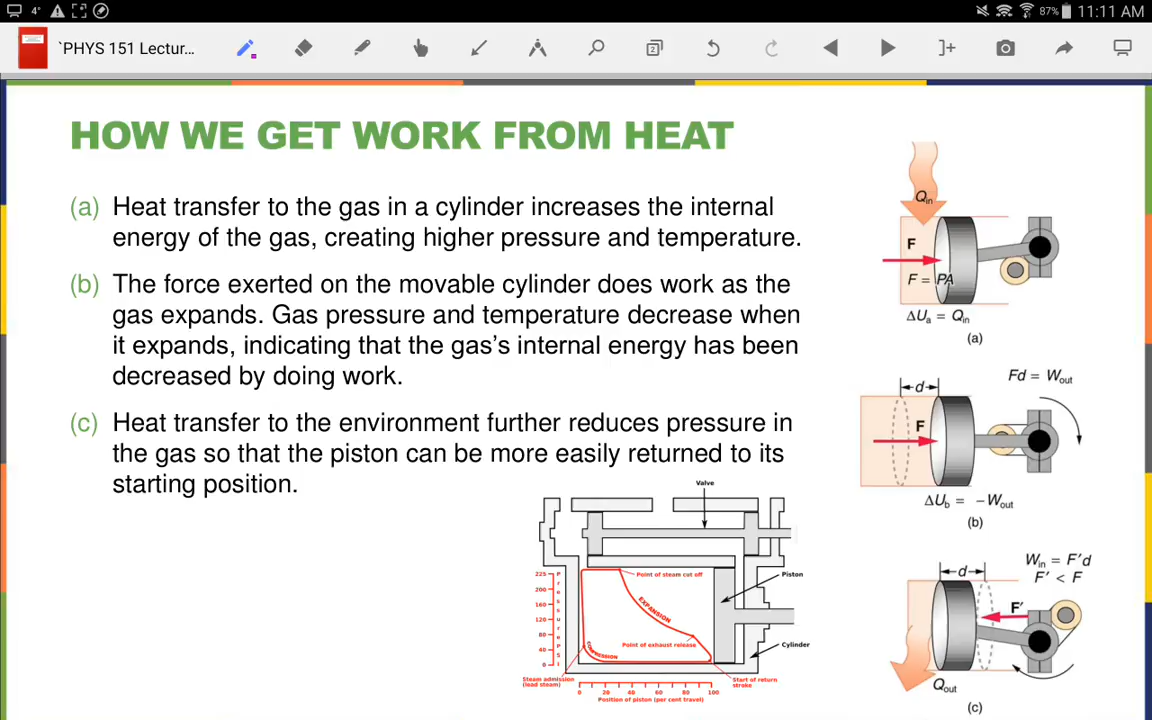 4°
87%
11:11 AM
`PHYS 151 Lectur...
2
HOW WE GET WORK FROM HEAT
(a) Heat transfer to the gas in a cylinder increases the internal
energy of the gas, creating higher pressure and temperature.
(b) The force exerted on the movable cylinder does work as the
gas expands. Gas pressure and temperature decrease when
it expands, indicating that the gas's internal energy has been
decreased by doing work.
(c) Heat transfer to the environment further reduces pressure in
the gas so that the piston can be more easily returned to its
starting position.
Qin
F
F = PA
ΔUa = Qin
(a)
d
Fd = Wout
F
ΔUb = −Wout
(b)
Win = F′d
F′ < F
d
F′
Qout
(c)
Valve
Piston
Cylinder
Point of steam cut off
EXPANSION
Point of exhaust release
COMPRESSION
225
200
160
120
80
40
0
Pressure PSI
Steam admission
(lead steam)
Start of return
stroke
0 20 40 60 80 100
Position of piston (per cent travel)